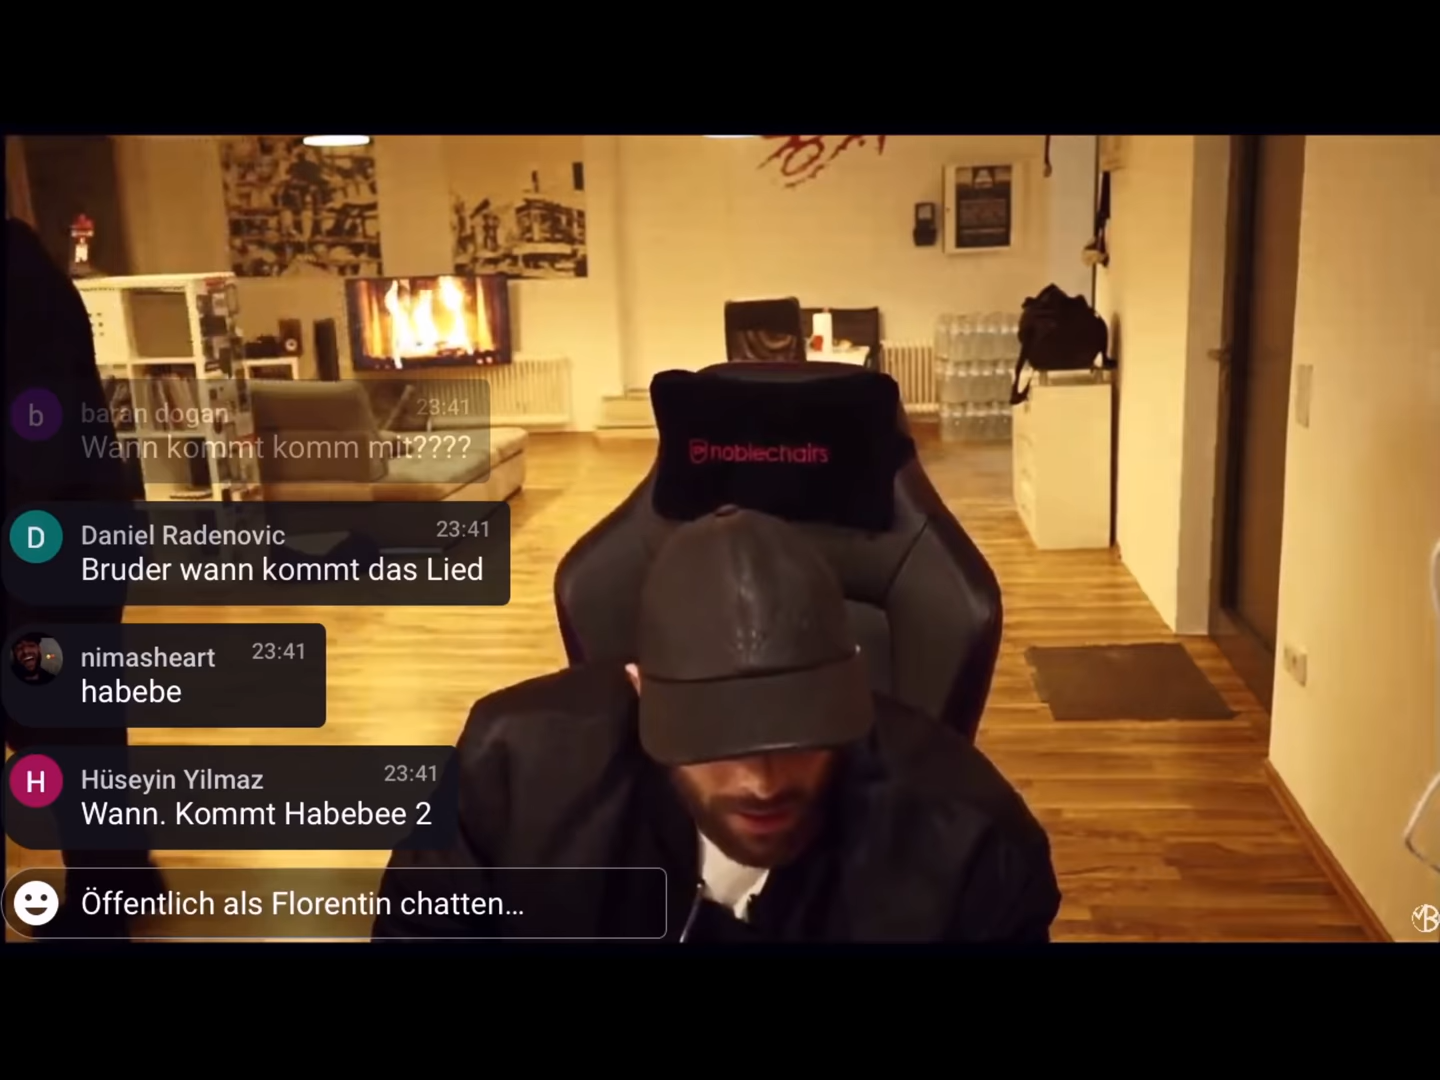 noblechairs
b
baran dogan 23:41
Wann kommt komm mit????
D
Daniel Radenovic 23:41
Bruder wann kommt das Lied
nimasheart 23:41
habebe
H
Hüseyin Yilmaz 23:41
Wann. Kommt Habebee 2
Öffentlich als Florentin chatten...